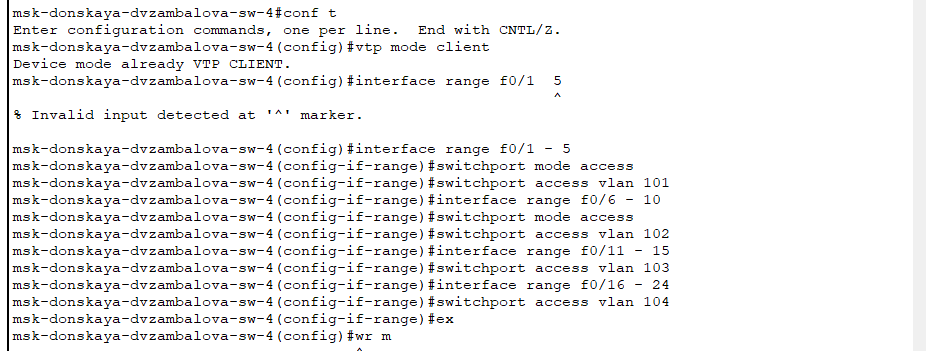 msk-donskaya-dvzambalova-sw-4#conf t
Enter configuration commands, one per line.  End with CNTL/Z.
msk-donskaya-dvzambalova-sw-4(config)#vtp mode client
Device mode already VTP CLIENT.
msk-donskaya-dvzambalova-sw-4(config)#interface range f0/1  5
^
% Invalid input detected at '^' marker.
msk-donskaya-dvzambalova-sw-4(config)#interface range f0/1 - 5
msk-donskaya-dvzambalova-sw-4(config-if-range)#switchport mode access
msk-donskaya-dvzambalova-sw-4(config-if-range)#switchport access vlan 101
msk-donskaya-dvzambalova-sw-4(config-if-range)#interface range f0/6 - 10
msk-donskaya-dvzambalova-sw-4(config-if-range)#switchport mode access
msk-donskaya-dvzambalova-sw-4(config-if-range)#switchport access vlan 102
msk-donskaya-dvzambalova-sw-4(config-if-range)#interface range f0/11 - 15
msk-donskaya-dvzambalova-sw-4(config-if-range)#switchport access vlan 103
msk-donskaya-dvzambalova-sw-4(config-if-range)#interface range f0/16 - 24
msk-donskaya-dvzambalova-sw-4(config-if-range)#switchport access vlan 104
msk-donskaya-dvzambalova-sw-4(config-if-range)#ex
msk-donskaya-dvzambalova-sw-4(config)#wr m
^